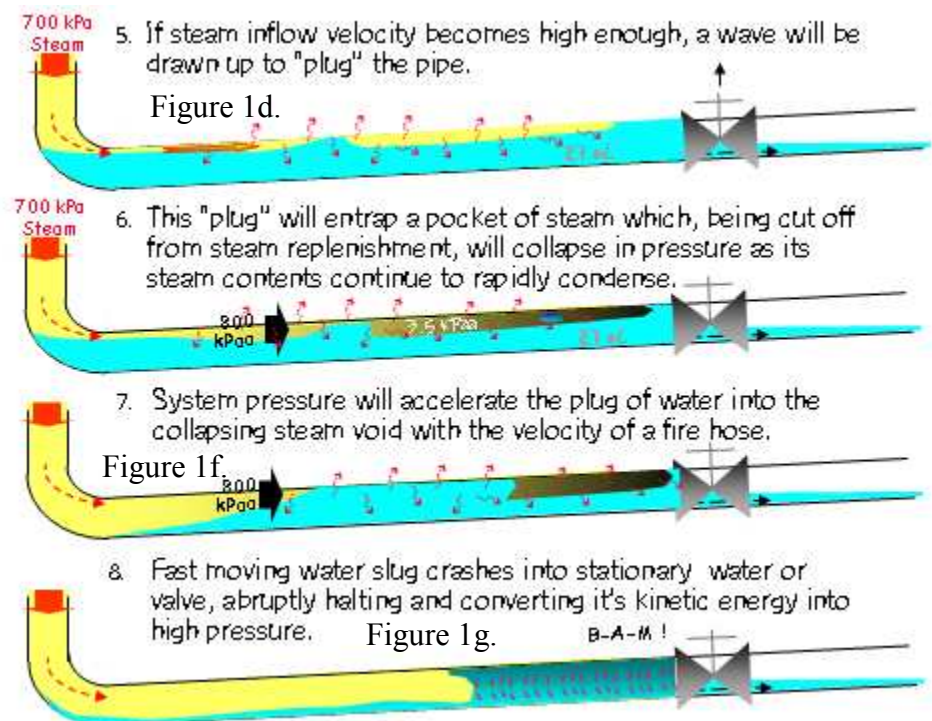 700 kPa
Steam
5. If steam inflow velocity becomes high enough, a wave will be
drawn up to "plug" the pipe.
Figure 1d.
700 kPa
Steam
6. This "plug" will entrap a pocket of steam which, being cut off
from steam replenishment, will collapse in pressure as its
steam contents continue to rapidly condense.
800
kPaa
7. System pressure will accelerate the plug of water into the
collapsing steam void with the velocity of a fire hose.
Figure 1f.
800
kPaa
8. Fast moving water slug crashes into stationary water or
valve, abruptly halting and converting it's kinetic energy into
high pressure.
Figure 1g.
B-A-M !